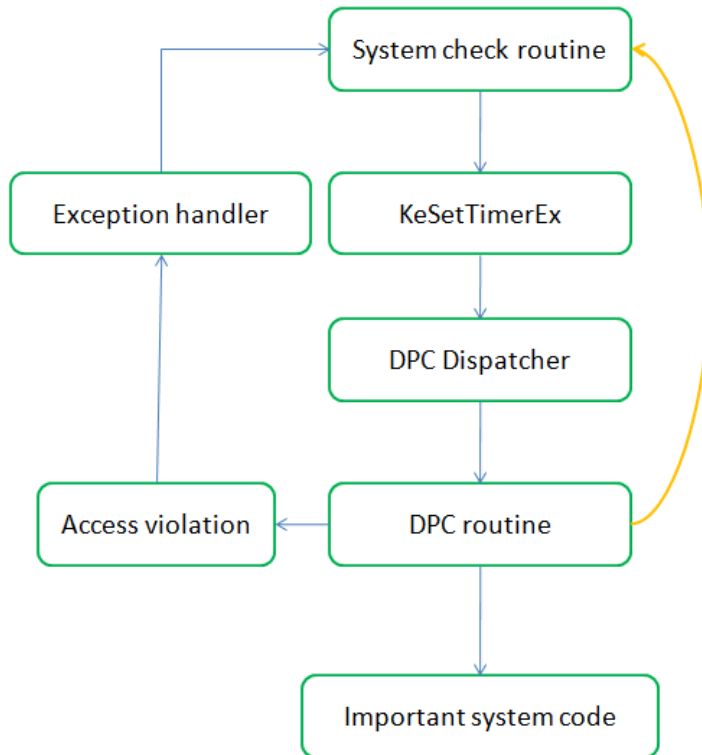 System check routine
Exception handler
KeSetTimerEx
DPC Dispatcher
Access violation
DPC routine
Important system code